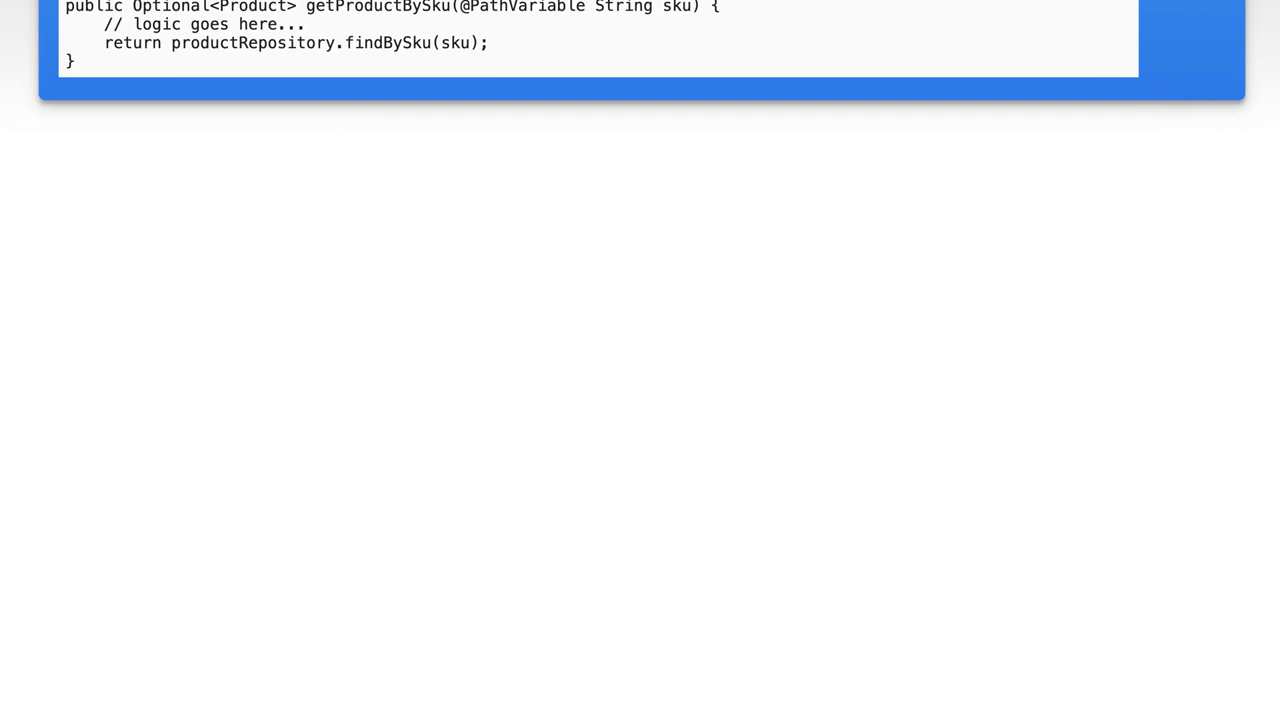 public Optional<Product> getProductBySku(@PathVariable String sku) {
    // logic goes here...
    return productRepository.findBySku(sku);
}